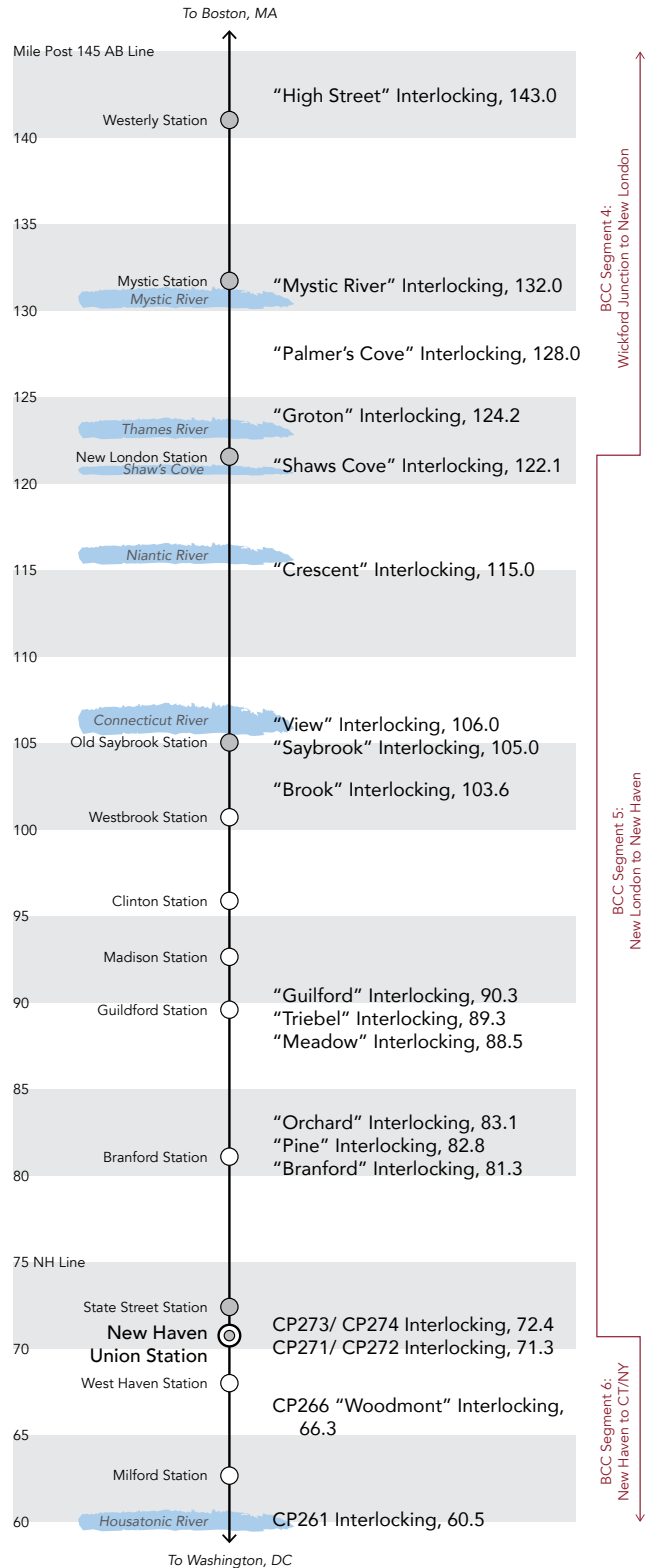 To Boston, MA
Mile Post 145 AB Line
“High Street” Interlocking, 143.0
Westerly Station
140
135
Mystic Station
“Mystic River” Interlocking, 132.0
Mystic River
130
“Palmer’s Cove” Interlocking, 128.0
125
“Groton” Interlocking, 124.2
Thames River
New London Station
“Shaws Cove” Interlocking, 122.1
Shaw’s Cove
120
Niantic River
115
“Crescent” Interlocking, 115.0
110
Connecticut River
“View” Interlocking, 106.0
105
Old Saybrook Station
“Saybrook” Interlocking, 105.0
“Brook” Interlocking, 103.6
Westbrook Station
100
Clinton Station
95
Madison Station
“Guilford” Interlocking, 90.3
90
Guildford Station
“Triebel” Interlocking, 89.3
“Meadow” Interlocking, 88.5
85
“Orchard” Interlocking, 83.1
“Pine” Interlocking, 82.8
Branford Station
“Branford” Interlocking, 81.3
80
75 NH Line
State Street Station
CP273/ CP274 Interlocking, 72.4
New Haven
Union Station
CP271/ CP272 Interlocking, 71.3
70
West Haven Station
CP266 “Woodmont” Interlocking,
66.3
65
Milford Station
Housatonic River
CP261 Interlocking, 60.5
60
To Washington, DC
BCC Segment 4:
Wickford Junction to New London
BCC Segment 5:
New London to New Haven
BCC Segment 6:
New Haven to CT/NY